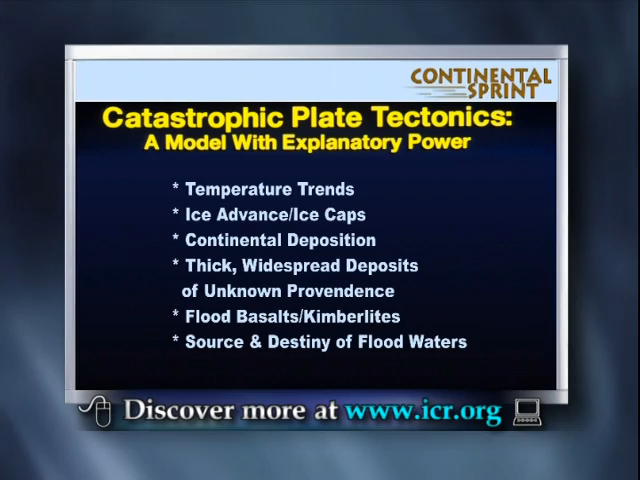 CONTINENTAL
SPRINT
Catastrophic Plate Tectonics:
A Model With Explanatory Power
* Temperature Trends
* Ice Advance/Ice Caps
* Continental Deposition
* Thick, Widespread Deposits
of Unknown Provendence
* Flood Basalts/Kimberlites
* Source & Destiny of Flood Waters
Discover more at www.icr.org